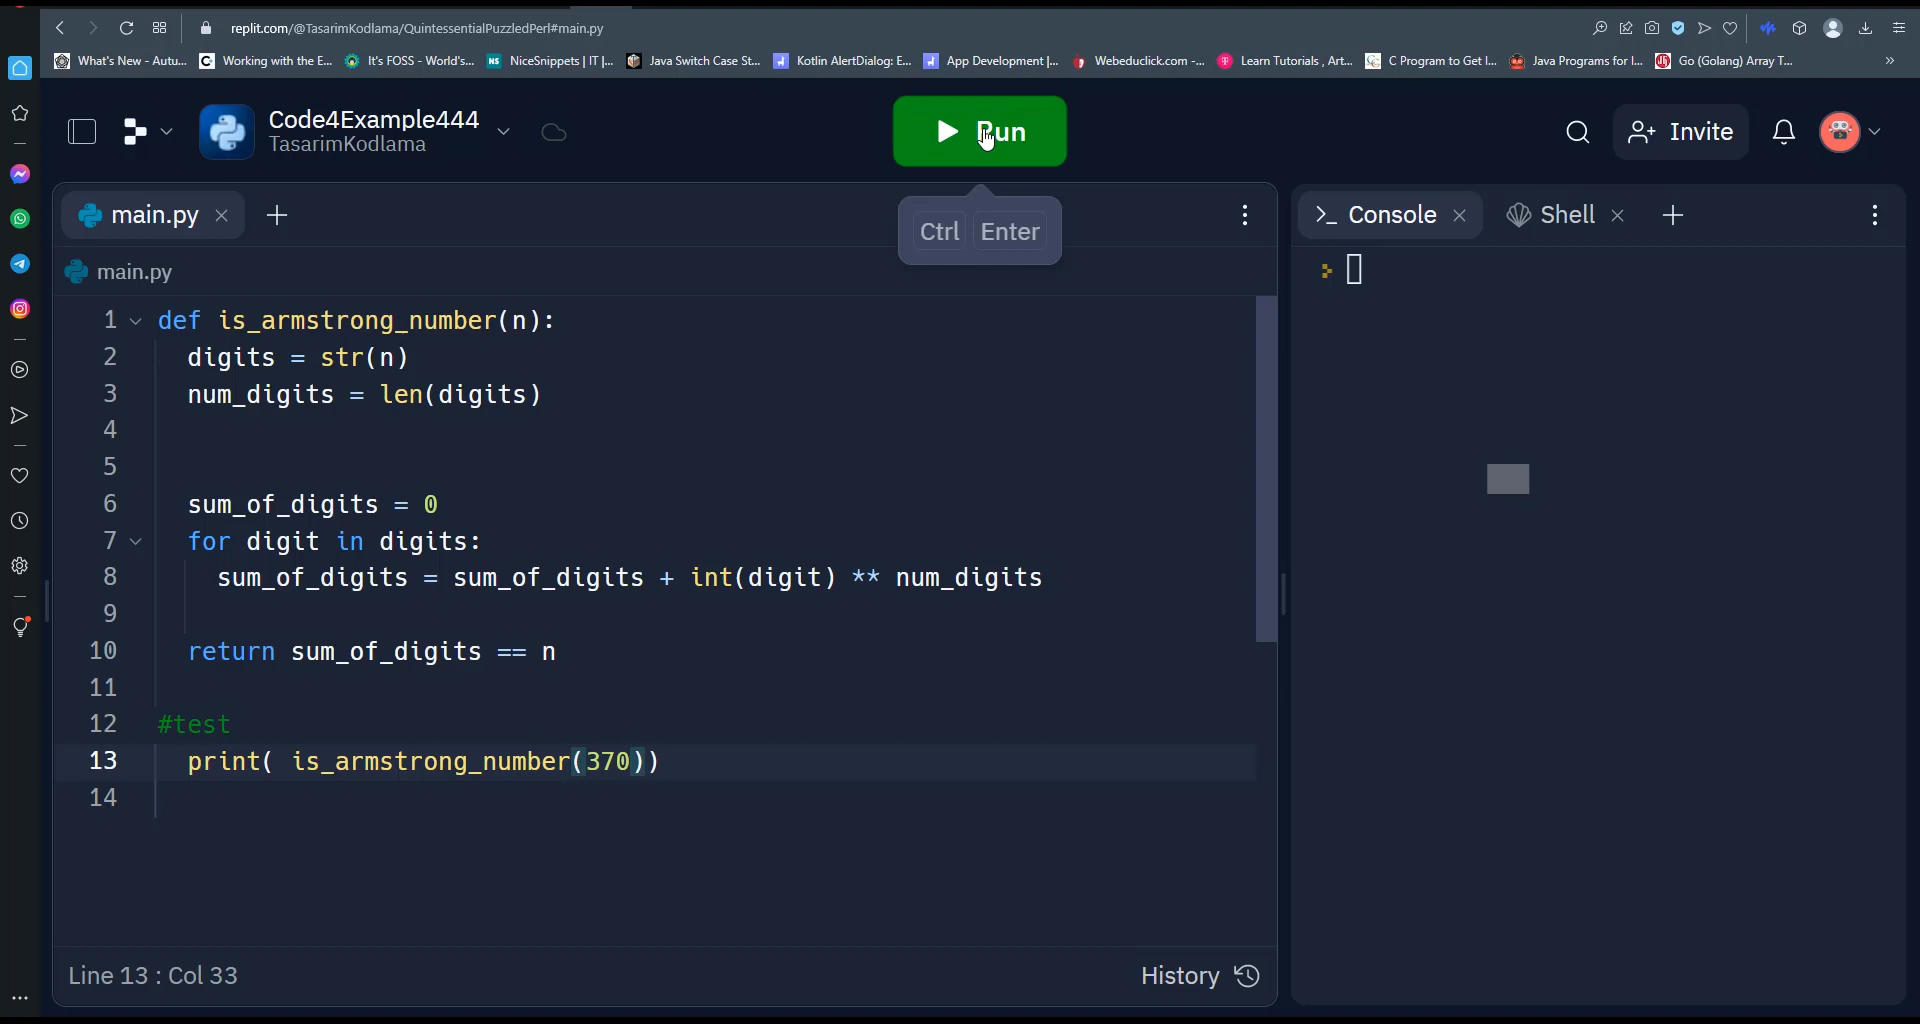 replit.com/@TasarimKodlama/QuintessentialPuzzledPerl#main.py
What's New - Autu... Working with the E... It's FOSS - World's... NiceSnippets | IT |... Java Switch Case St... Kotlin AlertDialog: E... App Development |... Webeduclick.com -... Learn Tutorials , Art... C Program to Get I... Java Programs for I... Go (Golang) Array T... »
Code4Example444
TasarimKodlama
Run
Invite
main.py
Ctrl Enter
Console
Shell
main.py
1 def is_armstrong_number(n):
2 digits = str(n)
3 num_digits = len(digits)
4
5
6 sum_of_digits = 0
7 for digit in digits:
8 sum_of_digits = sum_of_digits + int(digit) ** num_digits
9
10 return sum_of_digits == n
11
12 #test
13 print( is_armstrong_number(370))
14
Line 13 : Col 33
History